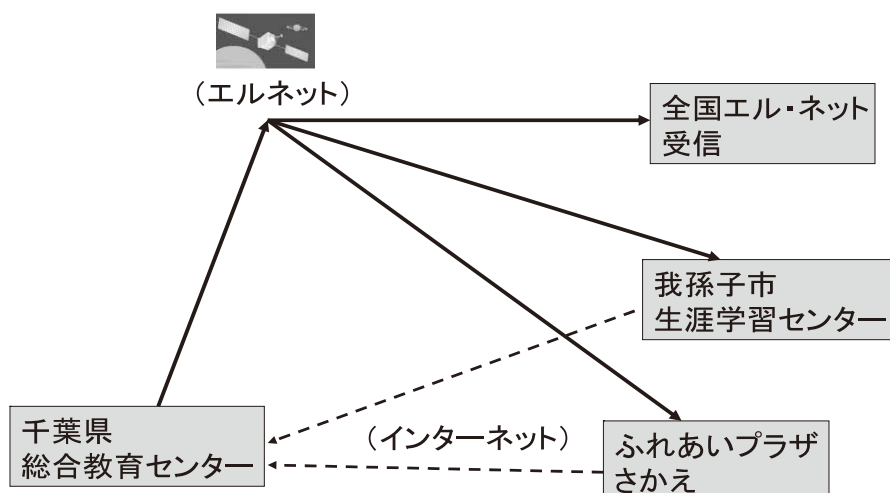 （エルネット）
全国エル・ネット
受信
我孫子市
生涯学習センター
千葉県
総合教育センター
（インターネット）
ふれあいプラザ
さかえ